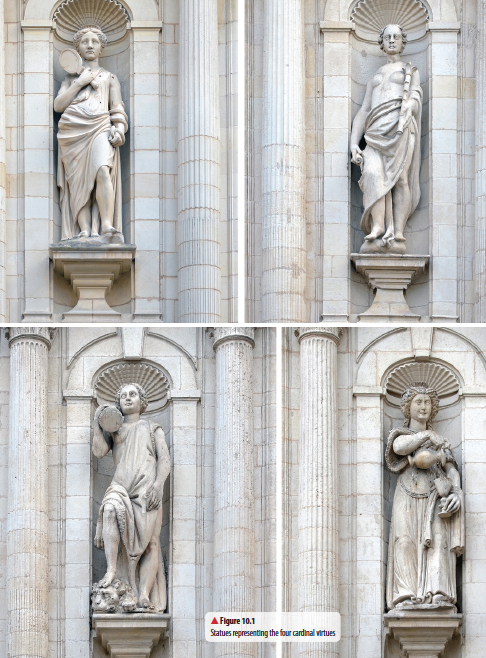 ▲ Figure 10.1
Statues representing the four cardinal virtues